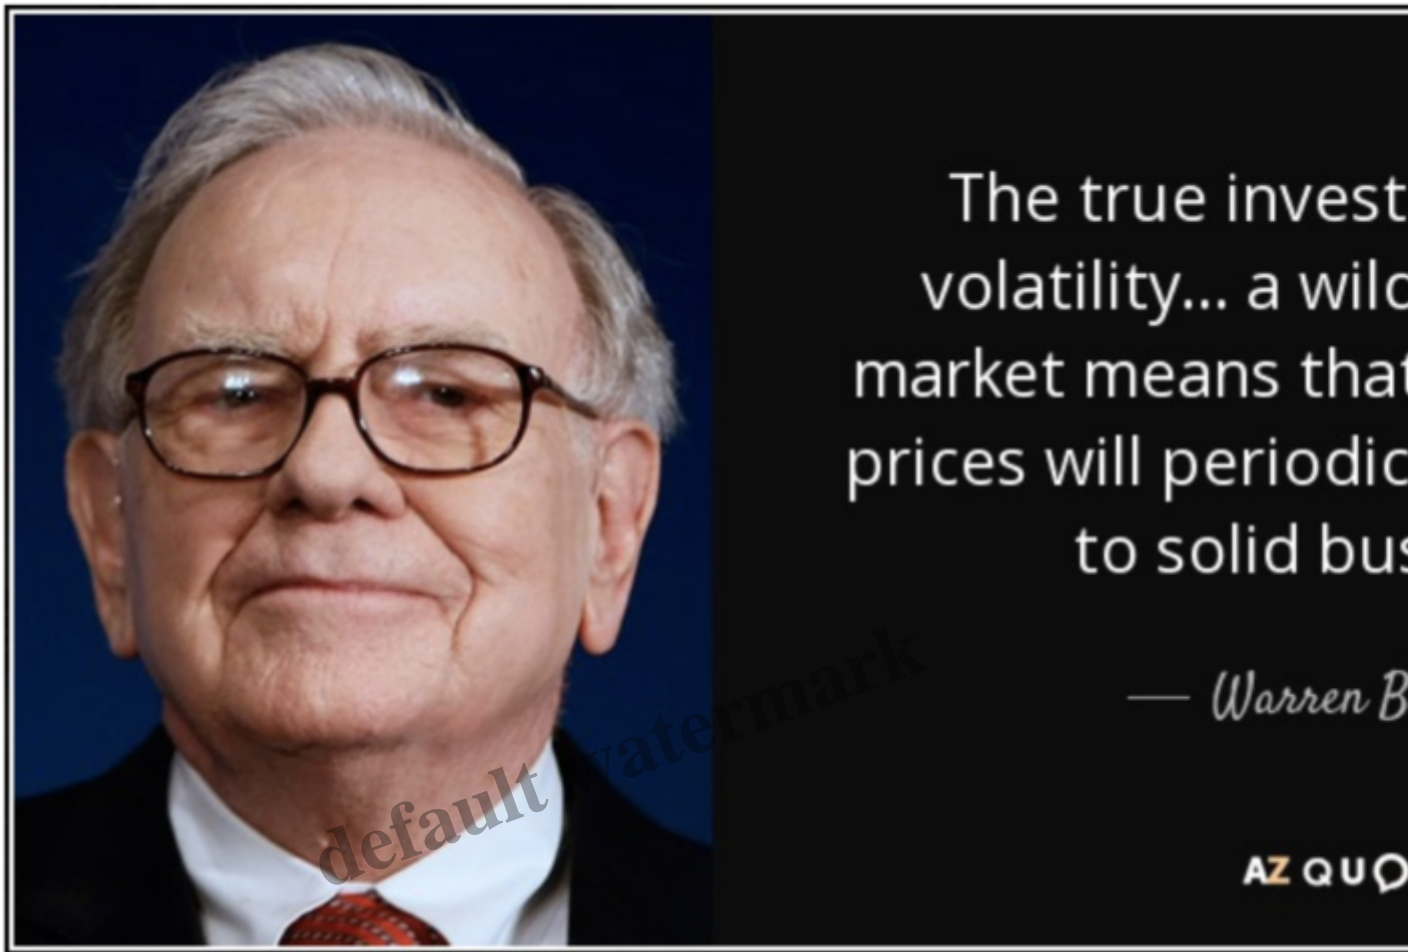 The true invest
volatility... a wild
market means that
prices will periodic
to solid bus
— Warren B
AZ QUO
default watermark